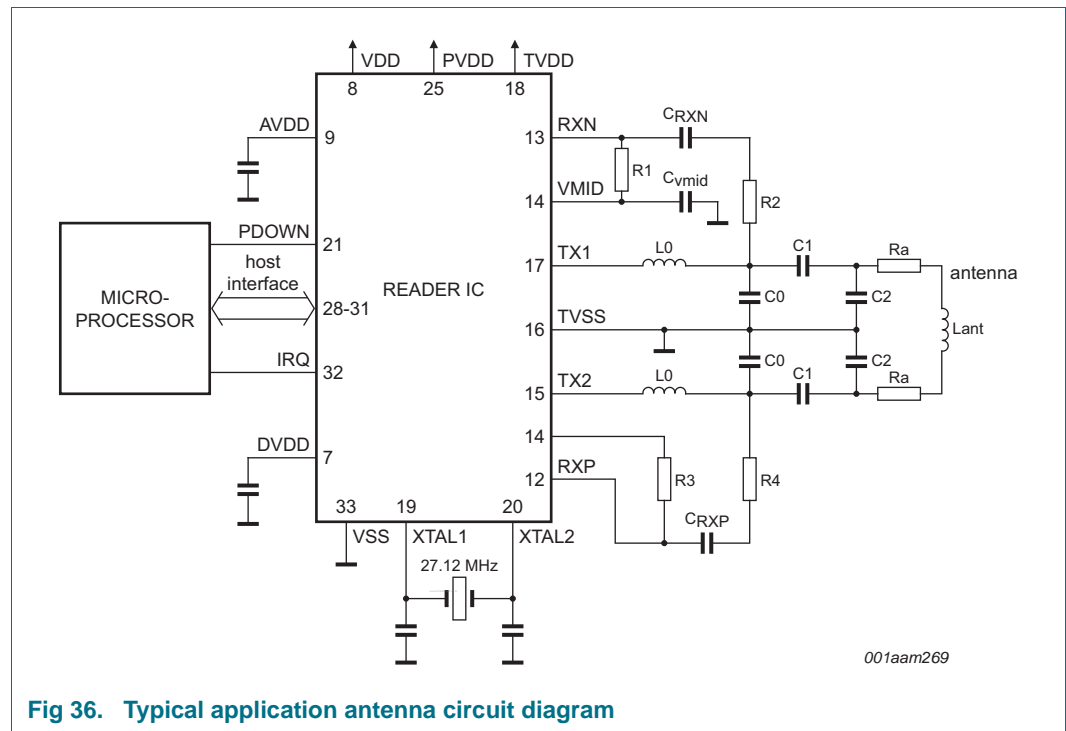 VDD PVDD TVDD
8 25 18
AVDD 9 13 RXN CRXN
R1
14 VMID Cvmid R2
PDOWN 21
17 TX1 L0 C1 Ra
host
interface
antenna
MICRO-
PROCESSOR
READER IC
28-31
C0 C2
Lant
16 TVSS
IRQ 32
C0 C2
15 TX2 L0 C1 Ra
14
DVDD 7
12 RXP R3 R4
33 19 20
VSS XTAL1 XTAL2
CRXP
27.12 MHz
001aam269
Fig 36. Typical application antenna circuit diagram